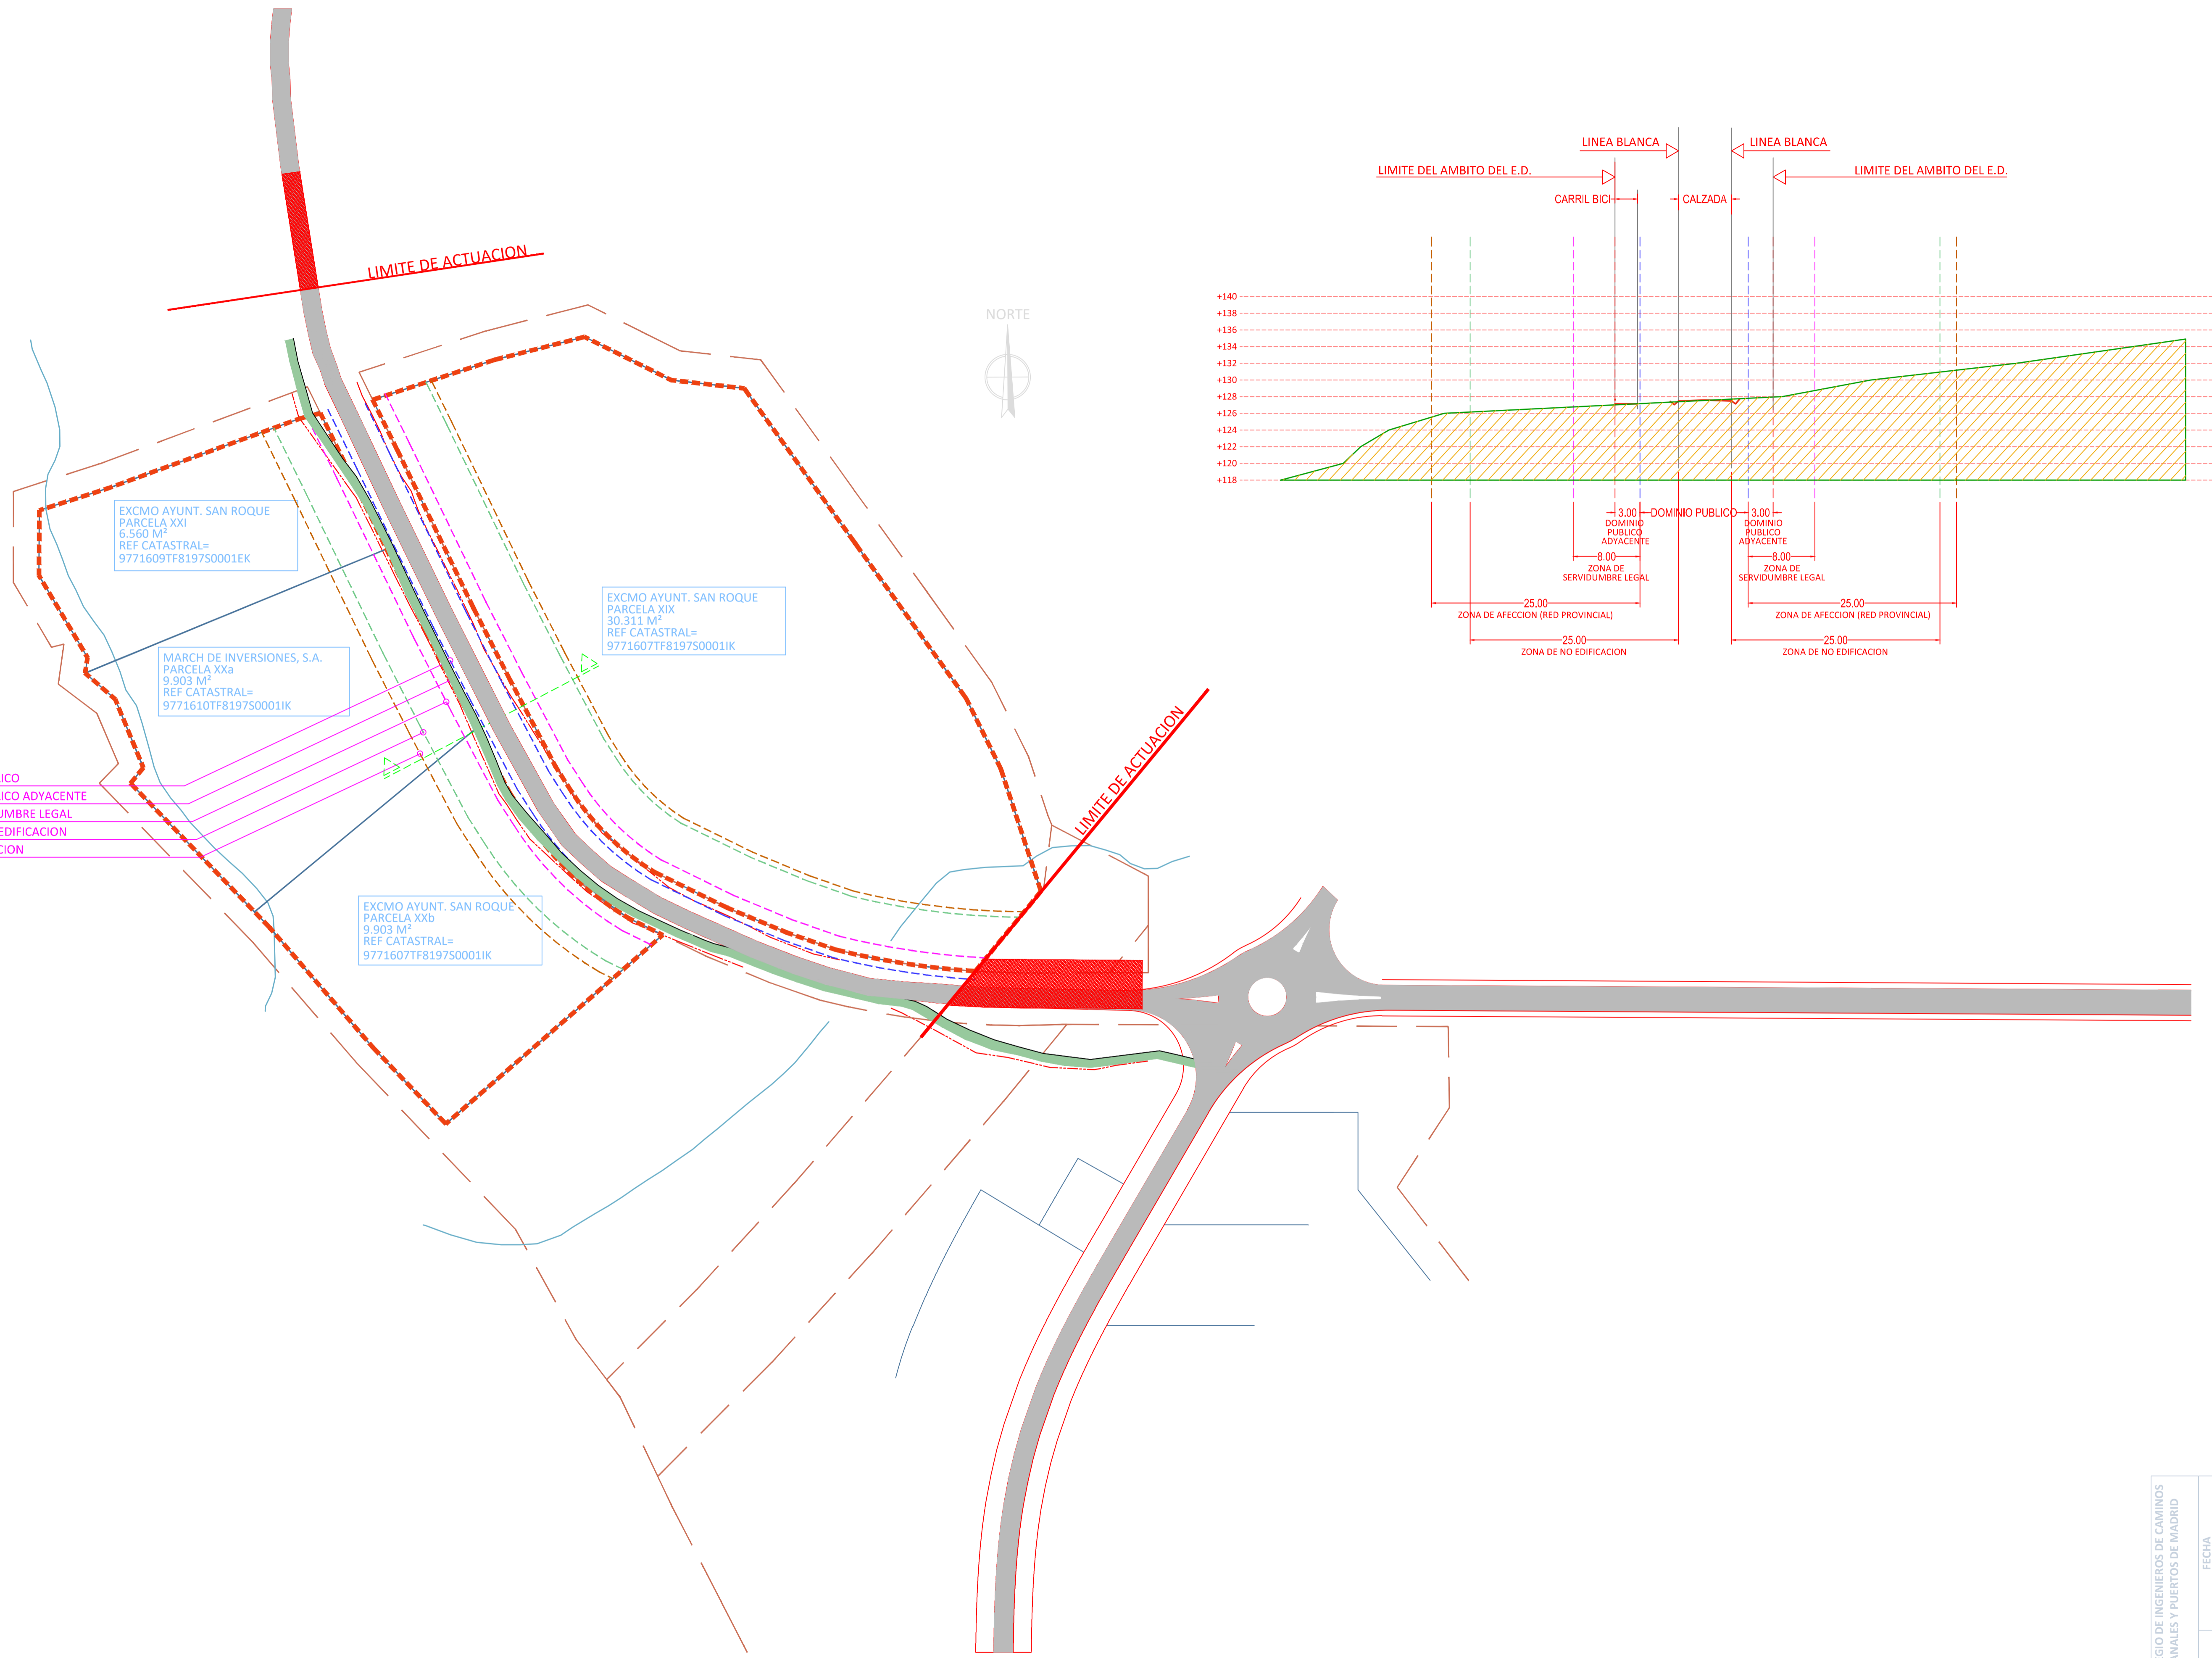 LINEA BLANCA
LINEA BLANCA
LIMITE DEL AMBITO DEL E.D.
LIMITE DEL AMBITO DEL E.D.
CARRIL BICI
CALZADA
LIMITE DE ACTUACION
NORTE
+140
+138
+136
+134
+132
+130
+128
+126
+124
+122
+120
+118
3.00
DOMINIO PUBLICO
3.00
DOMINIO
PUBLICO
ADYACENTE
DOMINIO
PUBLICO
ADYACENTE
8.00
8.00
ZONA DE
SERVIDUMBRE LEGAL
ZONA DE
SERVIDUMBRE LEGAL
25.00
25.00
ZONA DE AFECCION (RED PROVINCIAL)
ZONA DE AFECCION (RED PROVINCIAL)
25.00
25.00
ZONA DE NO EDIFICACION
ZONA DE NO EDIFICACION
EXCMO AYUNT. SAN ROQUE
PARCELA XXI
6.560 M²
REF CATASTRAL=
9771609TF8197S0001EK
EXCMO AYUNT. SAN ROQUE
PARCELA XIX
30.311 M²
REF CATASTRAL=
9771607TF8197S0001IK
MARCH DE INVERSIONES, S.A.
PARCELA XXa
9.903 M²
REF CATASTRAL=
9771610TF8197S0001IK
LIMITE DE ACTUACION
ICO
ICO ADYACENTE
UMBRE LEGAL
EDIFICACION
CION
EXCMO AYUNT. SAN ROQUE
PARCELA XXb
9.903 M²
REF CATASTRAL=
9771607TF8197S0001IK
GIO DE INGENIEROS DE CAMINOS
NALES Y PUERTOS DE MADRID
FECHA